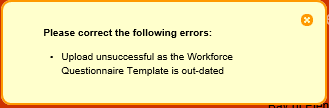 Please correct the following errors:
• Upload unsuccessful as the Workforce
Questionnaire Template is out-dated